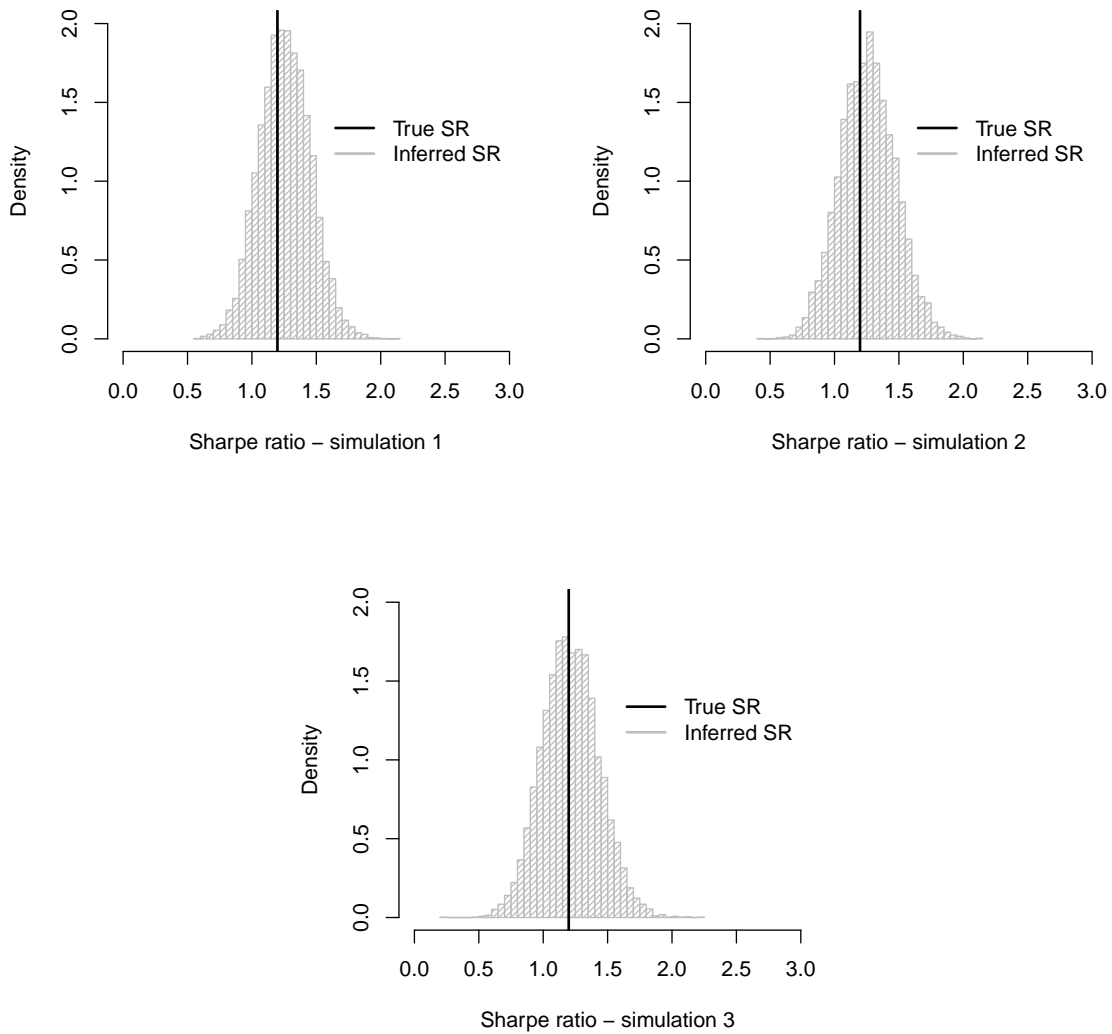 2.0
1.5
1.0
0.5
0.0
Density
True SR
Inferred SR
0.0 0.5 1.0 1.5 2.0 2.5 3.0
Sharpe ratio − simulation 1
2.0
1.5
1.0
0.5
0.0
Density
True SR
Inferred SR
0.0 0.5 1.0 1.5 2.0 2.5 3.0
Sharpe ratio − simulation 2
2.0
1.5
1.0
0.5
0.0
Density
True SR
Inferred SR
0.0 0.5 1.0 1.5 2.0 2.5 3.0
Sharpe ratio − simulation 3